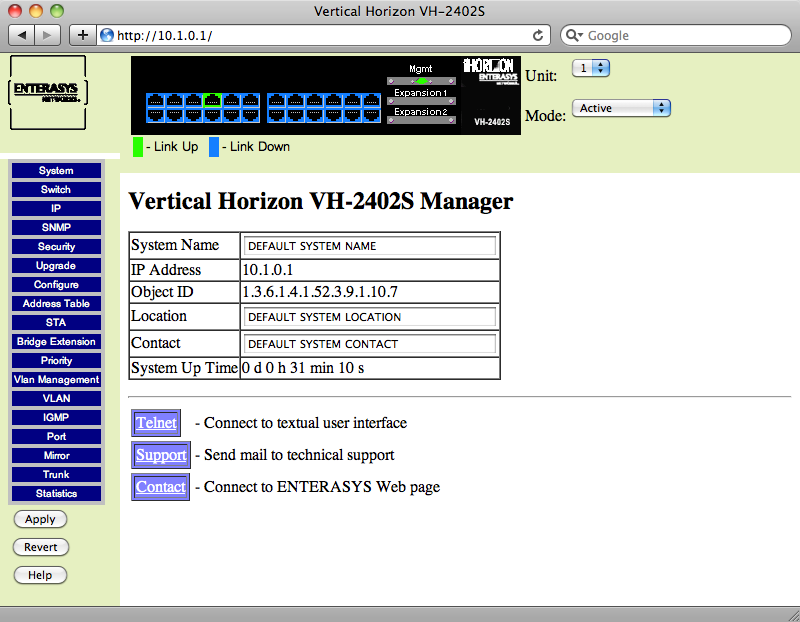 Vertical Horizon VH-2402S
http://10.1.0.1/
Google
ENTERASYS
NETWORKS
Mgmt
Expansion1
Expansion2
HORIZON
ENTERASYS
NETWORKS
VH-2402S
Unit: 1
Mode: Active
- Link Up - Link Down
System
Switch
IP
SNMP
Security
Upgrade
Configure
Address Table
STA
Bridge Extension
Priority
Vlan Management
VLAN
IGMP
Port
Mirror
Trunk
Statistics
Apply
Revert
Help
Vertical Horizon VH-2402S Manager
System Name DEFAULT SYSTEM NAME
IP Address 10.1.0.1
Object ID 1.3.6.1.4.1.52.3.9.1.10.7
Location DEFAULT SYSTEM LOCATION
Contact DEFAULT SYSTEM CONTACT
System Up Time 0 d 0 h 31 min 10 s
Telnet - Connect to textual user interface
Support - Send mail to technical support
Contact - Connect to ENTERASYS Web page